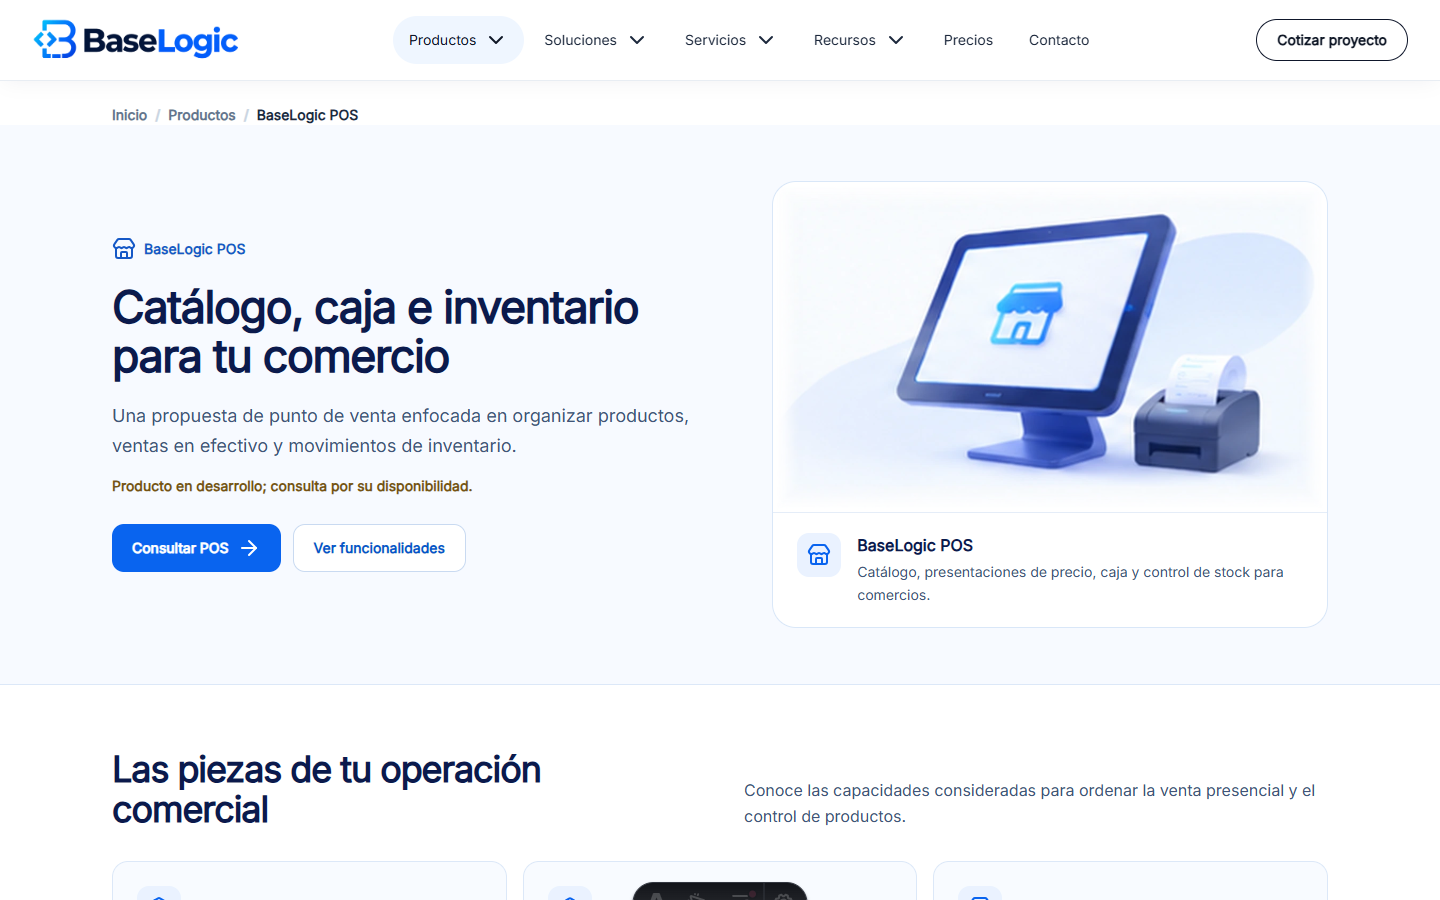 BaseLogic
Productos
Soluciones
Servicios
Recursos
Precios
Contacto
Cotizar proyecto
Inicio / Productos / BaseLogic POS
BaseLogic POS
Catálogo, caja e inventario
para tu comercio
Una propuesta de punto de venta enfocada en organizar productos,
ventas en efectivo y movimientos de inventario.
Producto en desarrollo; consulta por su disponibilidad.
Consultar POS
Ver funcionalidades
BaseLogic POS
Catálogo, presentaciones de precio, caja y control de stock para
comercios.
Las piezas de tu operación
comercial
Conoce las capacidades consideradas para ordenar la venta presencial y el
control de productos.